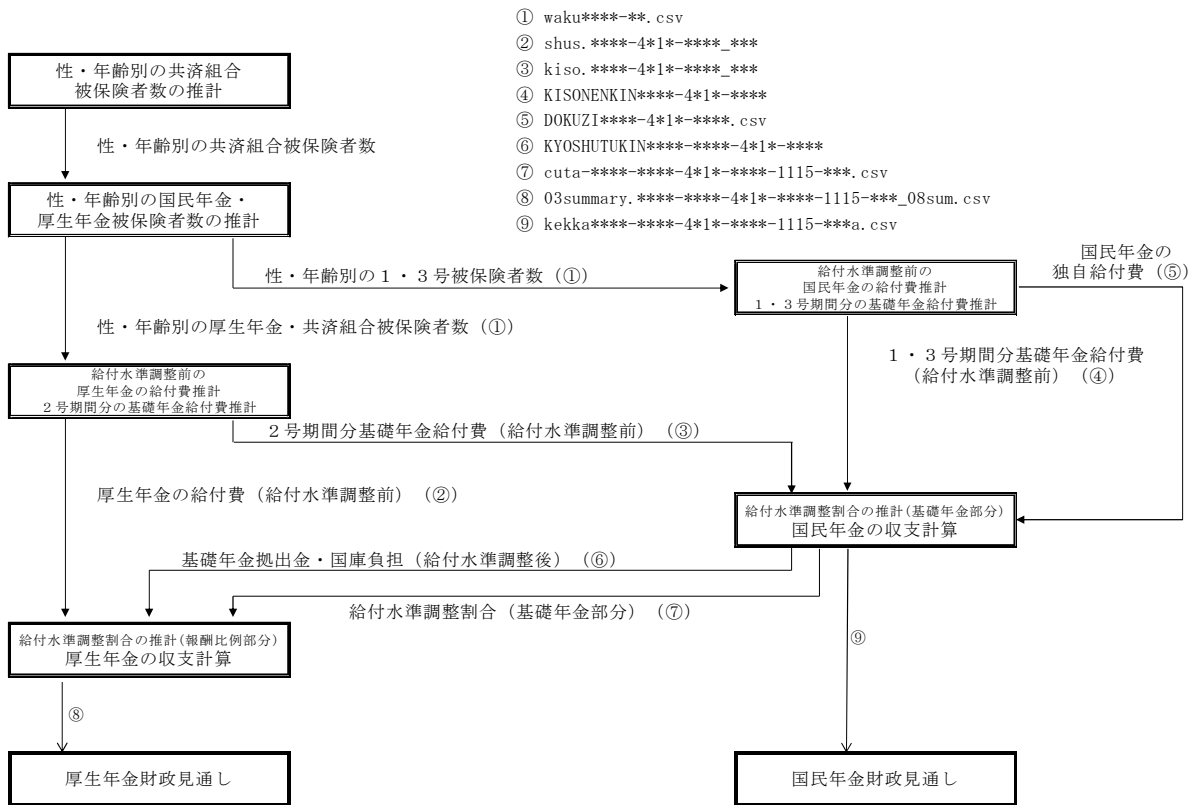 ① waku****-**.csv
② shus.****-4*1*-****_***
③ kiso.****-4*1*-****_***
④ KISONENKIN****-4*1*-****
⑤ DOKUZI****-4*1*-****.csv
⑥ KYOSHUTUKIN****-****-4*1*-****
⑦ cuta-****-****-4*1*-****-1115-***.csv
⑧ 03summary.****-****-4*1*-****-1115-***_08sum.csv
⑨ kekka****-****-4*1*-****-1115-***a.csv
性・年齢別の共済組合
被保険者数の推計
性・年齢別の共済組合被保険者数
性・年齢別の国民年金・
厚生年金被保険者数の推計
国民年金の
独自給付費（⑤）
性・年齢別の１・３号被保険者数（①）
給付水準調整前の
国民年金の給付費推計
１・３号期間分の基礎年金給付費推計
性・年齢別の厚生年金・共済組合被保険者数（①）
１・３号期間分基礎年金給付費
（給付水準調整前）（④）
給付水準調整前の
厚生年金の給付費推計
２号期間分の基礎年金給付費推計
２号期間分基礎年金給付費（給付水準調整前）（③）
厚生年金の給付費（給付水準調整前）（②）
給付水準調整割合の推計(基礎年金部分)
国民年金の収支計算
基礎年金拠出金・国庫負担（給付水準調整後）（⑥）
給付水準調整割合（基礎年金部分）（⑦）
給付水準調整割合の推計(報酬比例部分)
厚生年金の収支計算
⑨
⑧
厚生年金財政見通し
国民年金財政見通し